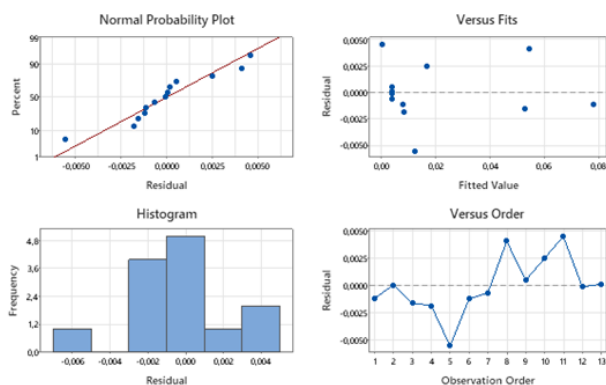 Normal Probability Plot
99
90
50
10
1
Percent
-0,0050 -0,0025 0,0000 0,0025 0,0050
Residual
Versus Fits
0,0050
0,0025
0,0000
-0,0025
-0,0050
Residual
0,00 0,02 0,04 0,06 0,08
Fitted Value
Histogram
4,8
3,6
2,4
1,2
0,0
Frequency
-0,006 -0,004 -0,002 0,000 0,002 0,004
Residual
Versus Order
0,0050
0,0025
0,0000
-0,0025
-0,0050
Residual
1 2 3 4 5 6 7 8 9 10 11 12 13
Observation Order